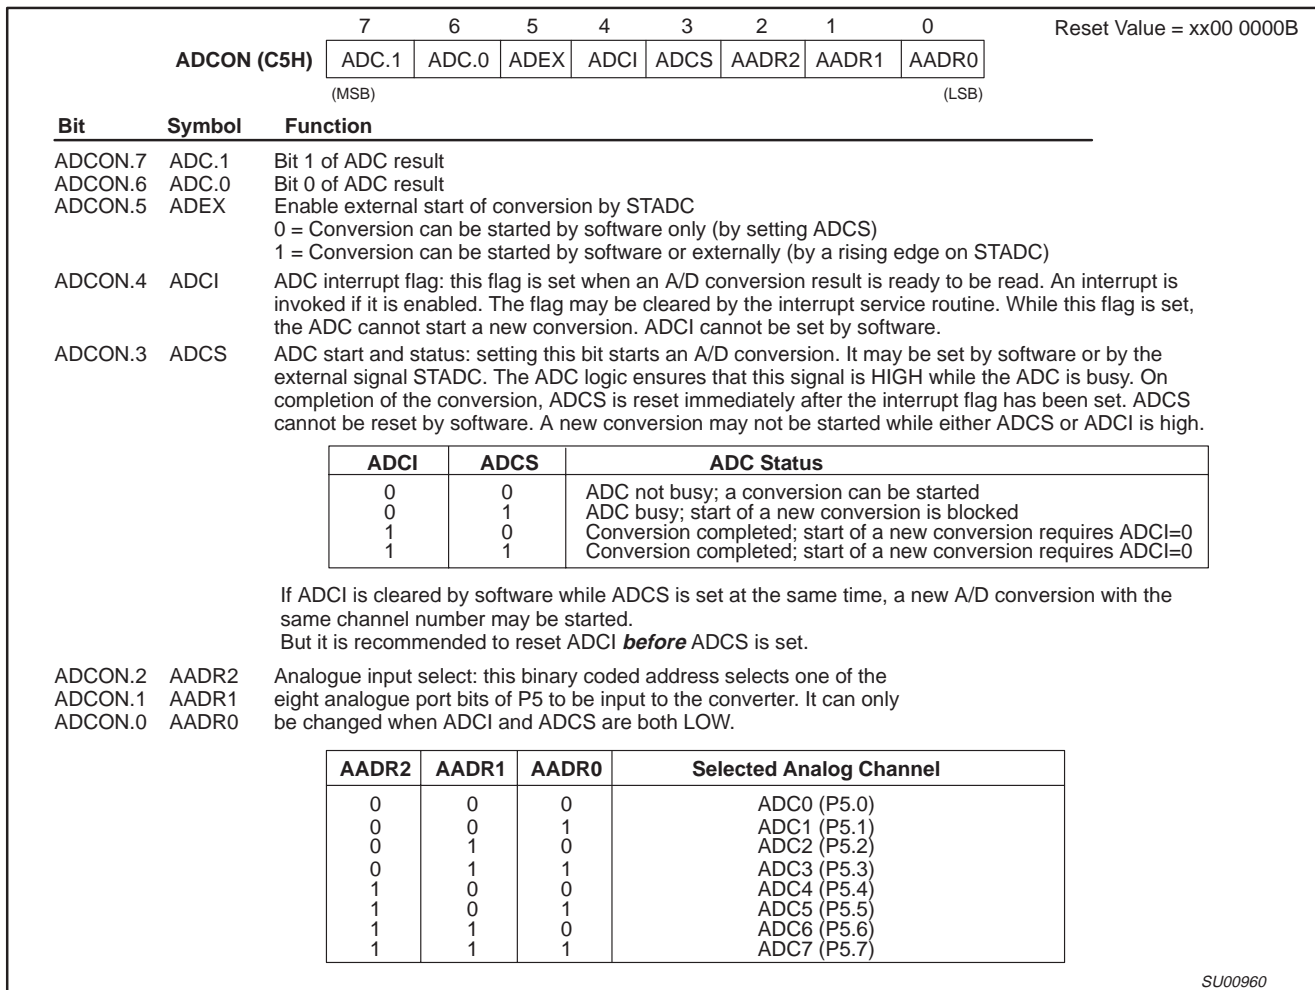 7 6 5 4 3 2 1 0 Reset Value = xx00 0000B
ADCON (C5H) ADC.1 ADC.0 ADEX ADCI ADCS AADR2 AADR1 AADR0
(MSB) (LSB)
Bit Symbol Function
ADCON.7 ADC.1 Bit 1 of ADC result
ADCON.6 ADC.0 Bit 0 of ADC result
ADCON.5 ADEX Enable external start of conversion by STADC
0 = Conversion can be started by software only (by setting ADCS)
1 = Conversion can be started by software or externally (by a rising edge on STADC)
ADCON.4 ADCI ADC interrupt flag: this flag is set when an A/D conversion result is ready to be read. An interrupt is
invoked if it is enabled. The flag may be cleared by the interrupt service routine. While this flag is set,
the ADC cannot start a new conversion. ADCI cannot be set by software.
ADCON.3 ADCS ADC start and status: setting this bit starts an A/D conversion. It may be set by software or by the
external signal STADC. The ADC logic ensures that this signal is HIGH while the ADC is busy. On
completion of the conversion, ADCS is reset immediately after the interrupt flag has been set. ADCS
cannot be reset by software. A new conversion may not be started while either ADCS or ADCI is high.
ADCI ADCS ADC Status
0 0 ADC not busy; a conversion can be started
0 1 ADC busy; start of a new conversion is blocked
1 0 Conversion completed; start of a new conversion requires ADCI=0
1 1 Conversion completed; start of a new conversion requires ADCI=0
If ADCI is cleared by software while ADCS is set at the same time, a new A/D conversion with the
same channel number may be started.
But it is recommended to reset ADCI before ADCS is set.
ADCON.2 AADR2 Analogue input select: this binary coded address selects one of the
ADCON.1 AADR1 eight analogue port bits of P5 to be input to the converter. It can only
ADCON.0 AADR0 be changed when ADCI and ADCS are both LOW.
AADR2 AADR1 AADR0 Selected Analog Channel
0 0 0 ADC0 (P5.0)
0 0 1 ADC1 (P5.1)
0 1 0 ADC2 (P5.2)
0 1 1 ADC3 (P5.3)
1 0 0 ADC4 (P5.4)
1 0 1 ADC5 (P5.5)
1 1 0 ADC6 (P5.6)
1 1 1 ADC7 (P5.7)
SU00960